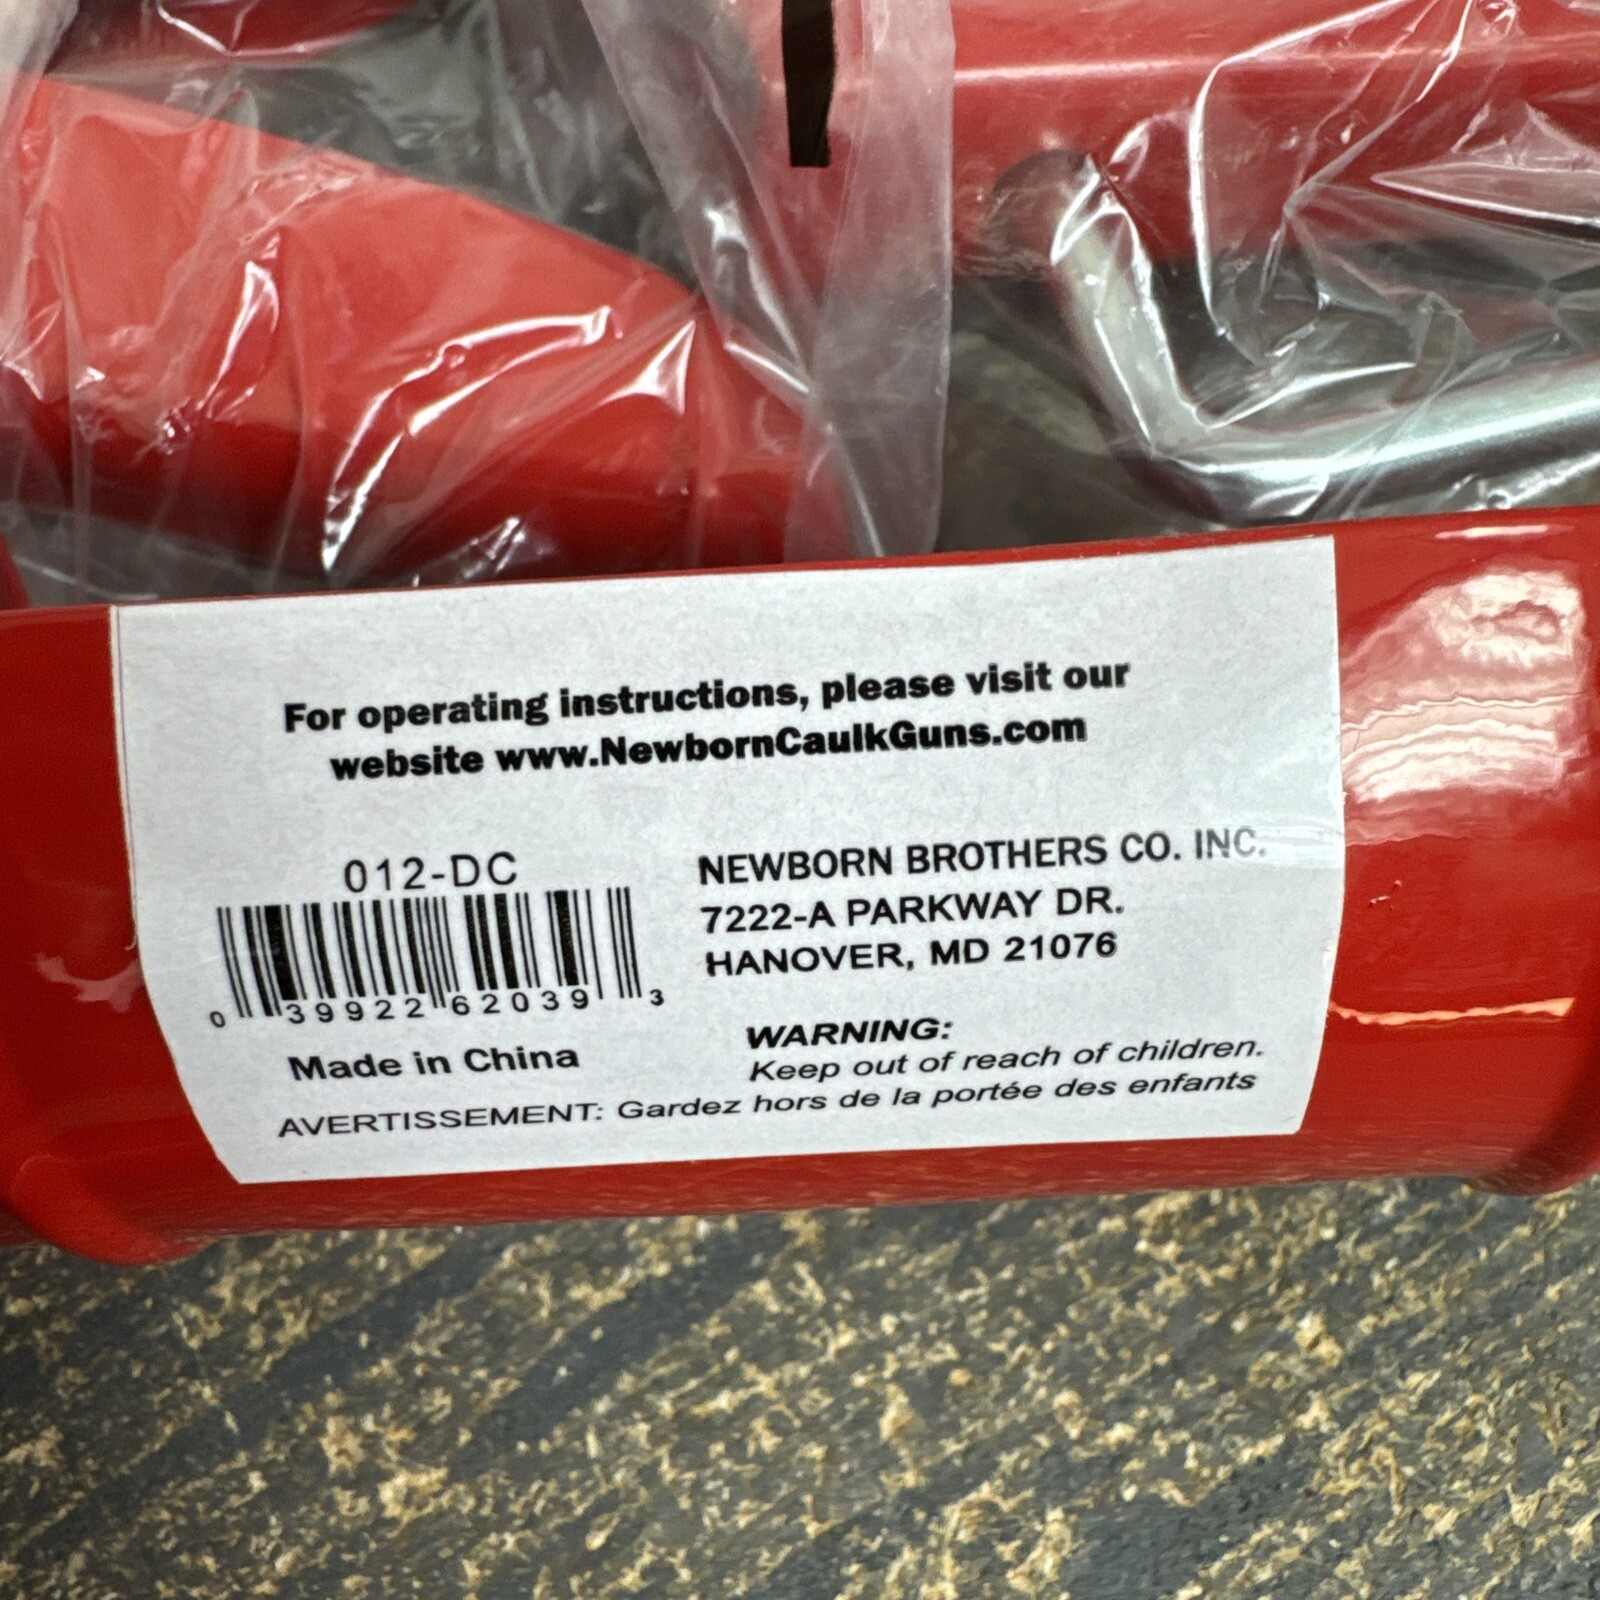 For operating instructions, please visit our
website www.NewbornCaulkGuns.com
012-DC
0 39922 62039 3
Made in China
NEWBORN BROTHERS CO. INC.
7222-A PARKWAY DR.
HANOVER, MD 21076
WARNING:
Keep out of reach of children.
AVERTISSEMENT: Gardez hors de la portée des enfants